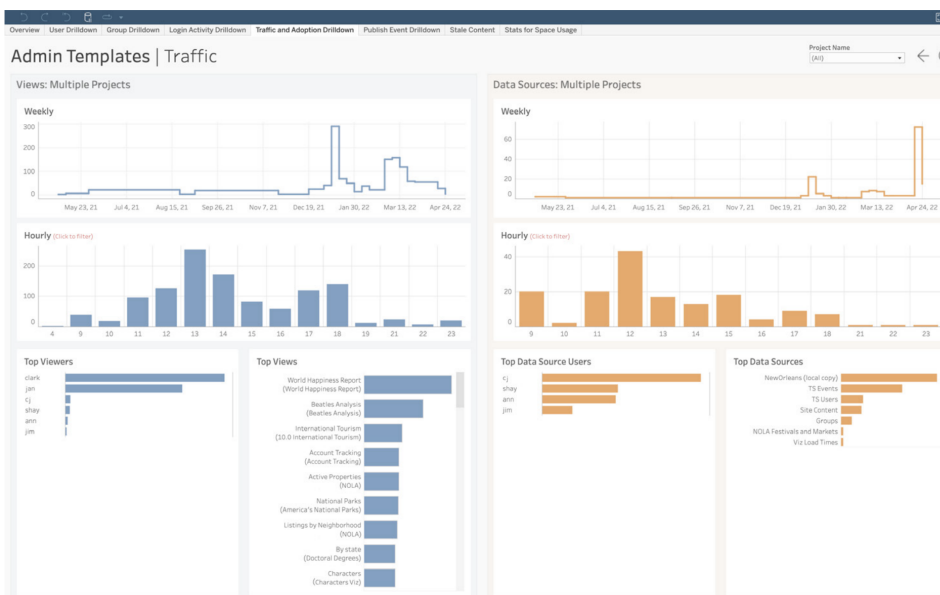 Overview User Drilldown Group Drilldown Login Activity Drilldown Traffic and Adoption Drilldown Publish Event Drilldown Stale Content Stats for Space Usage
Admin Templates | Traffic
Project Name
(All)
Views: Multiple Projects
Weekly
300
200
100
0
May 23, 21 Jul 4, 21 Aug 15, 21 Sep 26, 21 Nov 7, 21 Dec 19, 21 Jan 30, 22 Mar 13, 22 Apr 24, 22
Hourly (Click to filter)
200
100
0
4 9 10 11 12 13 14 15 16 17 18 19 21 22 23
Top Viewers
clark
jan
cj
shay
ann
jim
Top Views
World Happiness Report
(World Happiness Report)
Beatles Analysis
(Beatles Analysis)
International Tourism
(10.0 International Tourism)
Account Tracking
(Account Tracking)
Active Properties
(NOLA)
National Parks
(America's National Parks)
Listings by Neighborhood
(NOLA)
By state
(Doctoral Degrees)
Characters
(Characters Viz)
Data Sources: Multiple Projects
Weekly
60
40
20
0
May 23, 21 Jul 4, 21 Aug 15, 21 Sep 26, 21 Nov 7, 21 Dec 19, 21 Jan 30, 22 Mar 13, 22 Apr 24, 22
Hourly (Click to filter)
40
20
0
9 10 11 12 13 14 15 16 17 18 21 22 23
Top Data Source Users
cj
shay
ann
jim
Top Data Sources
NewOrleans (local copy)
TS Events
TS Users
Site Content
Groups
NOLA Festivals and Markets
Viz Load Times